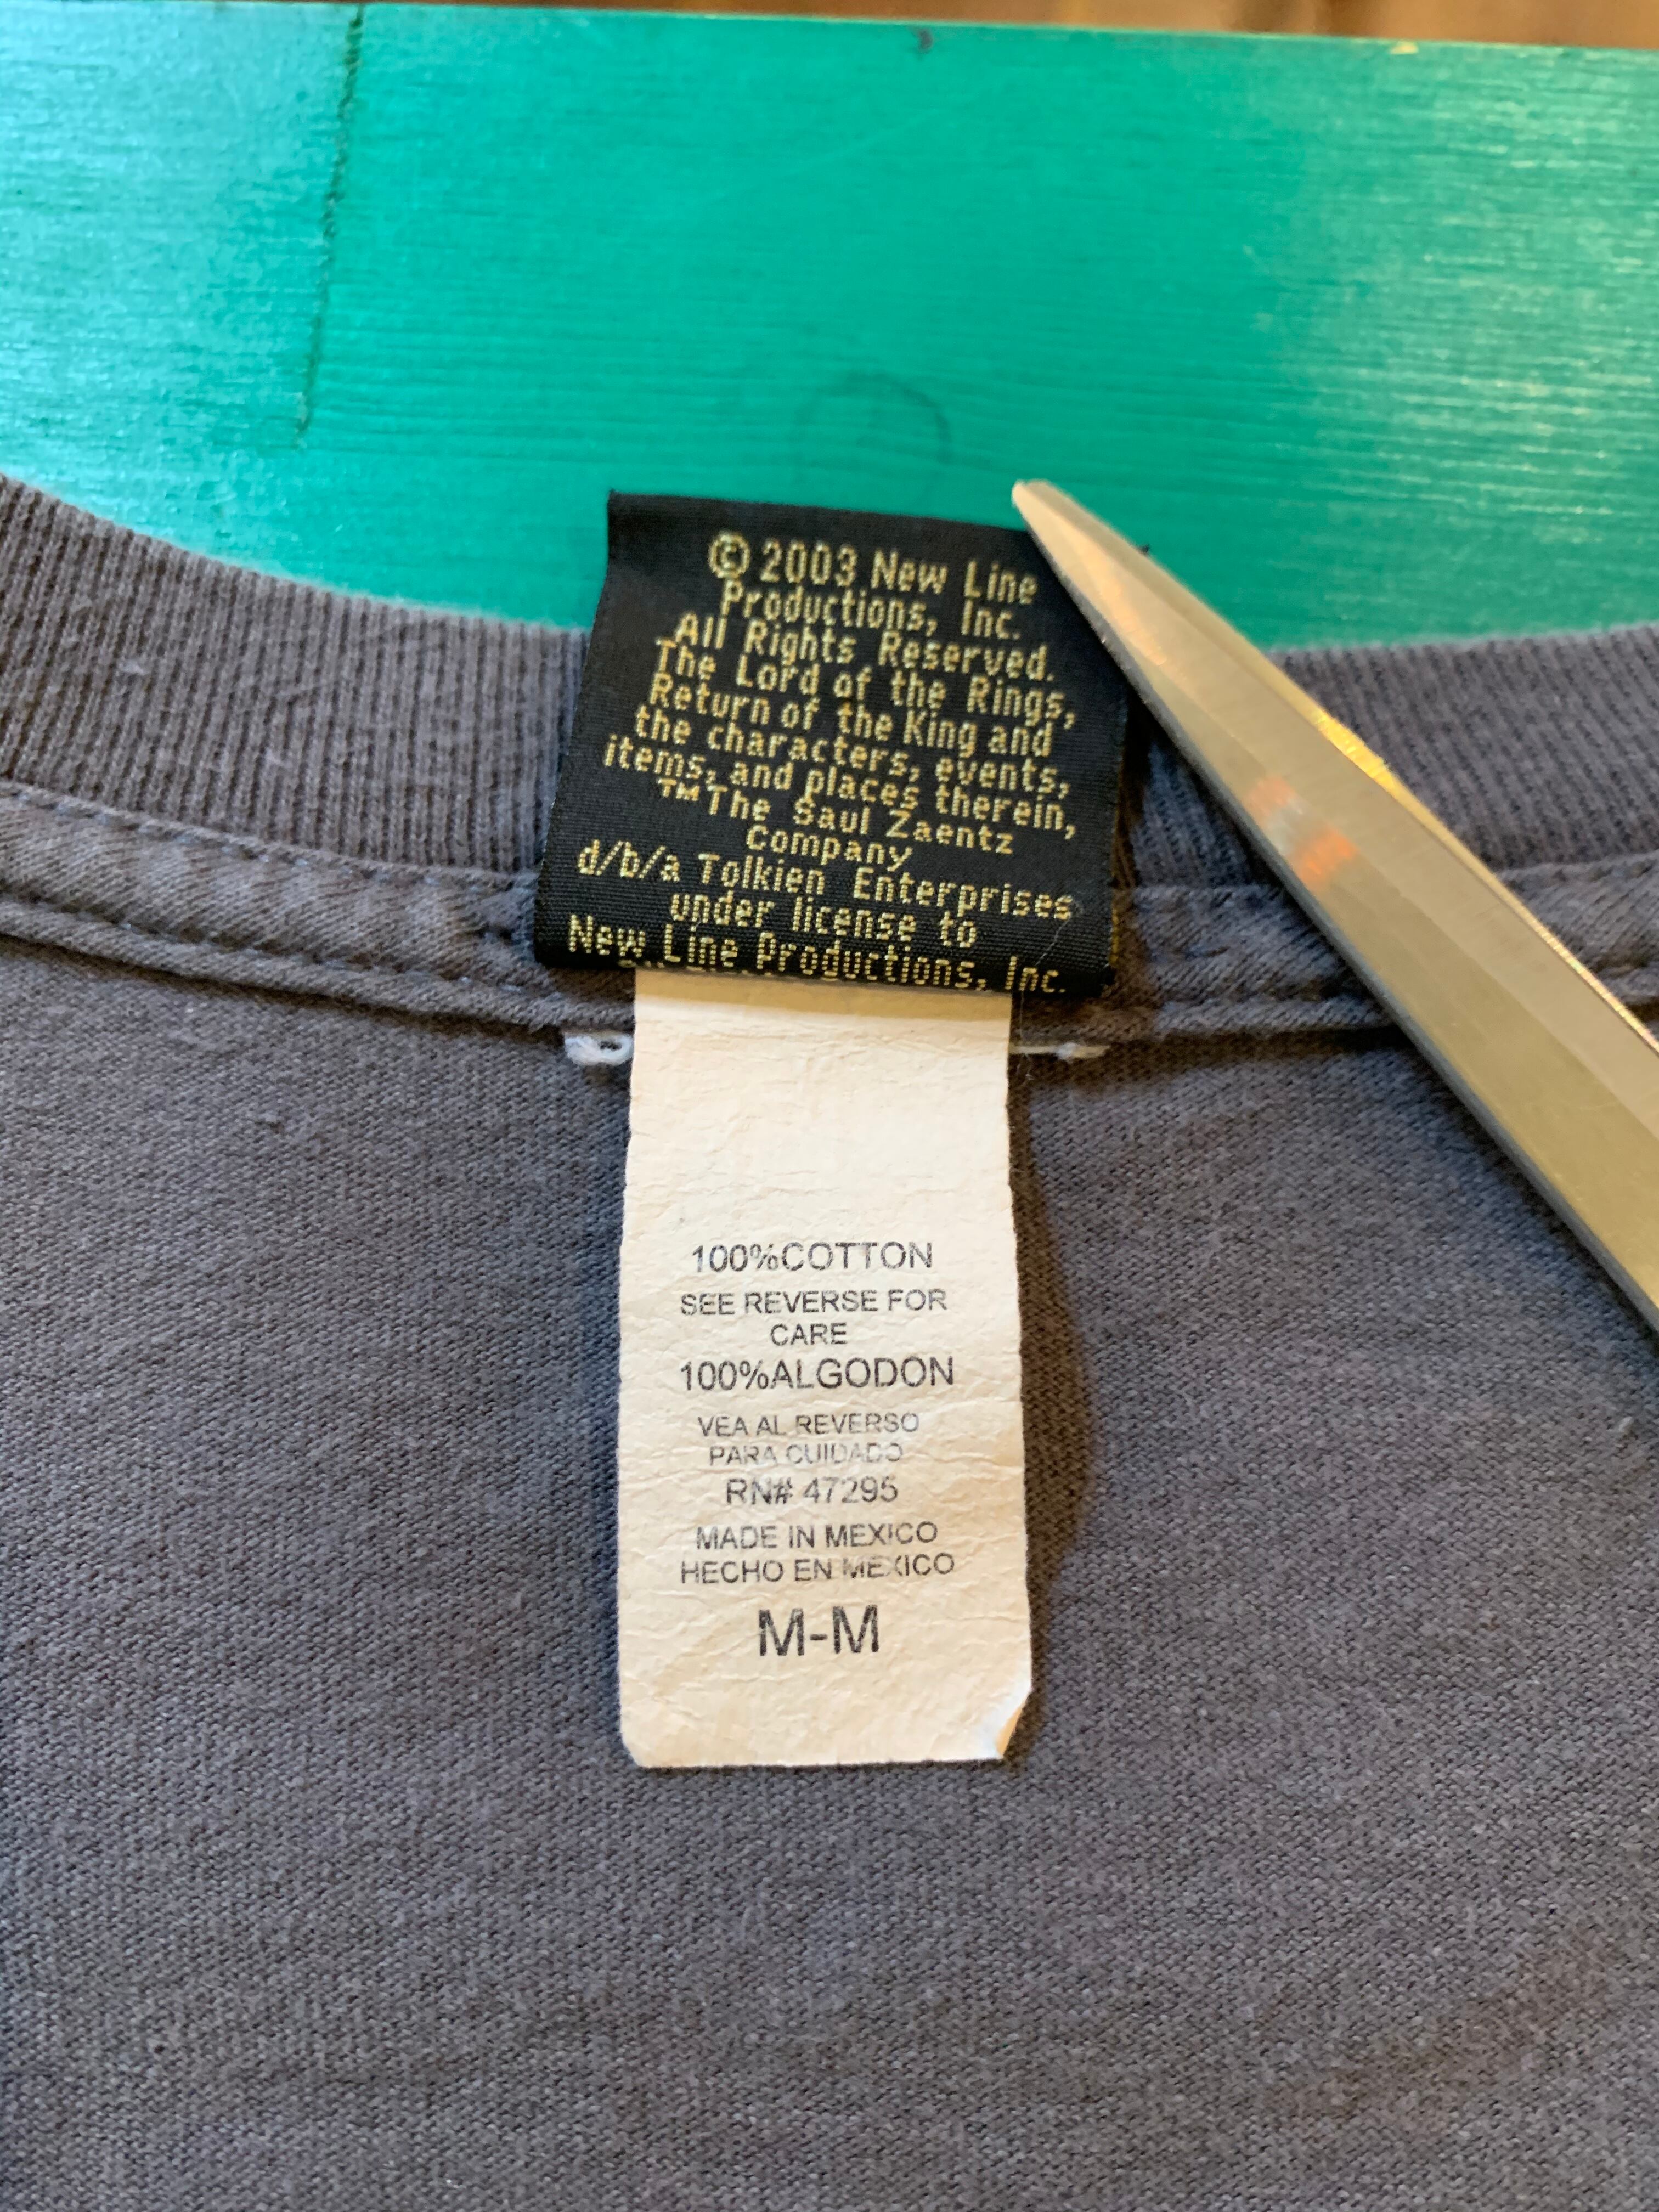 © 2003 New Line
Productions, Inc.
All Rights Reserved.
The Lord of the Rings,
Return of the King and
the characters, events,
items, and places therein,
™The Saul Zaentz
Company
d/b/a Tolkien Enterprises
under license to
New Line Productions, Inc.
100%COTTON
SEE REVERSE FOR
CARE
100%ALGODON
VEA AL REVERSO
PARA CUIDADO
RN# 47295
MADE IN MEXICO
HECHO EN MEXICO
M-M